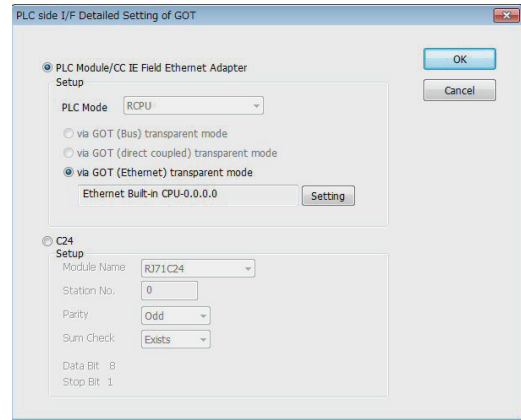 PLC side I/F Detailed Setting of GOT
PLC Module/CC IE Field Ethernet Adapter
OK
Setup
Cancel
PLC Mode RCPU
via GOT (Bus) transparent mode
via GOT (direct coupled) transparent mode
via GOT (Ethernet) transparent mode
Ethernet Built-in CPU-0.0.0.0 Setting
C24
Setup
Module Name RJ71C24
Station No. 0
Parity Odd
Sum Check Exists
Data Bit 8
Stop Bit 1